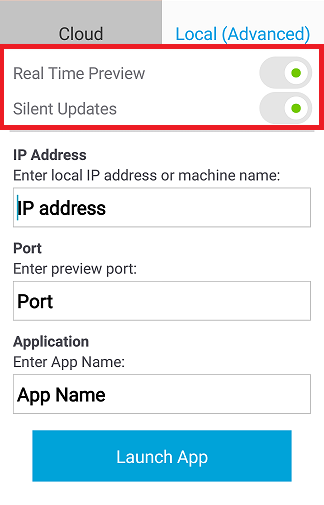 Cloud
Local (Advanced)
Real Time Preview
Silent Updates
IP Address
Enter local IP address or machine name:
IP address
Port
Enter preview port:
Port
Application
Enter App Name:
App Name
Launch App